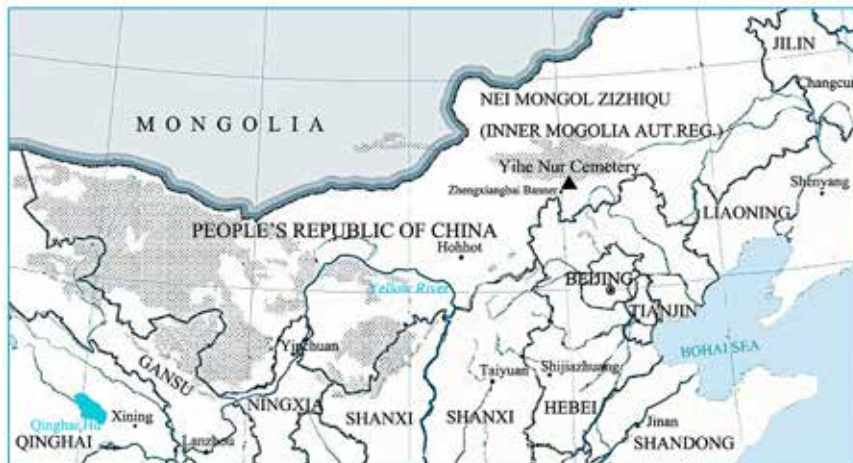 JILIN
Changcun
NEI MONGOL ZIZHIQU
MONGOLIA
(INNER MOGOLIA AUT.REG.)
Yihe Nur Cemetery
Zhengxiangbai Banner
Shenyang
LIAONING
PEOPLE'S REPUBLIC OF CHINA
Hohhot
BEIJING
Yellow River
TIANJIN
BOHAI SEA
Yinchuan
GANSU
Taiyuan
Shijiazhuang
NINGXIA
SHANXI
SHANXI
HEBEI
Qinghai Hu
Xining
Jinan
QINGHAI
Lanzhou
SHANDONG